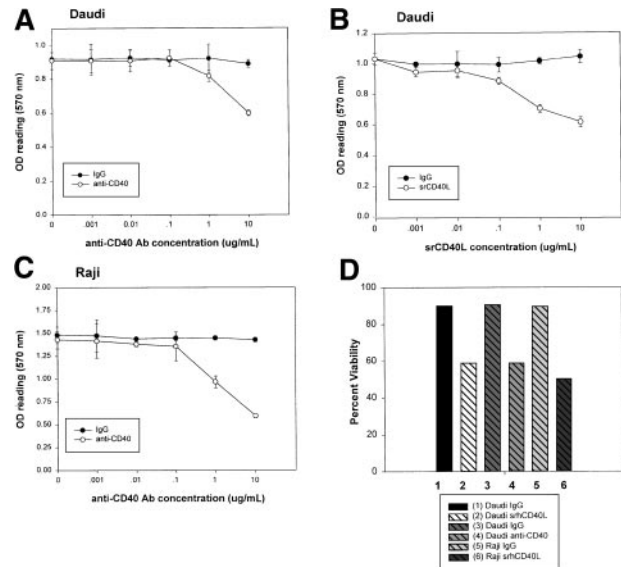 A
Daudi
OD reading (570 nm)
1.0
0.8
0.6
0.4
0.2
0.0
IgG
anti-CD40
0 .001 0.01 .1 1 10
anti-CD40 Ab concentration (ug/mL)
B
Daudi
OD reading (570 nm)
1.2
1.0
0.8
0.6
0.4
0.2
0.0
IgG
srCD40L
0 .001 .01 .1 1 10
srCD40L concentration (ug/mL)
C
Raji
OD reading (570 nm)
2.00
1.75
1.50
1.25
1.00
0.75
0.50
0.25
0.00
IgG
anti-CD40
0 .001 0.01 .1 1 10
anti-CD40 Ab concentration (ug/mL)
D
Percent Viability
100
80
60
40
20
0
1 2 3 4 5 6
(1) Daudi IgG
(2) Daudi srhCD40L
(3) Daudi IgG
(4) Daudi anti-CD40
(5) Raji IgG
(6) Raji srhCD40L